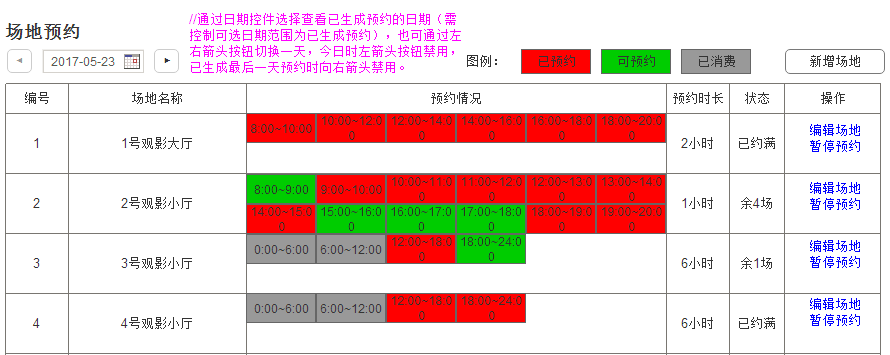 场地预约
//通过日期控件选择查看已生成预约的日期（需
控制可选日期范围为已生成预约），也可通过左
右箭头按钮切换一天，今日时左箭头按钮禁用，
已生成最后一天预约时向右箭头禁用。
2017-05-23
图例： 已预约 可预约 已消费 新增场地
编号 场地名称 预约情况 预约时长 状态 操作
1 1号观影大厅 8:00~10:00 10:00~12:00 12:00~14:00 14:00~16:00 16:00~18:00 18:00~20:00 2小时 已约满 编辑场地
暂停预约
2 2号观影小厅 8:00~9:00 9:00~10:00 10:00~11:00 11:00~12:00 12:00~13:00 13:00~14:00 1小时 余4场 编辑场地
14:00~15:00 15:00~16:00 16:00~17:00 17:00~18:00 18:00~19:00 19:00~20:00 暂停预约
3 3号观影小厅 0:00~6:00 6:00~12:00 12:00~18:00 18:00~24:00 6小时 余1场 编辑场地
暂停预约
4 4号观影小厅 0:00~6:00 6:00~12:00 12:00~18:00 18:00~24:00 6小时 已约满 编辑场地
暂停预约